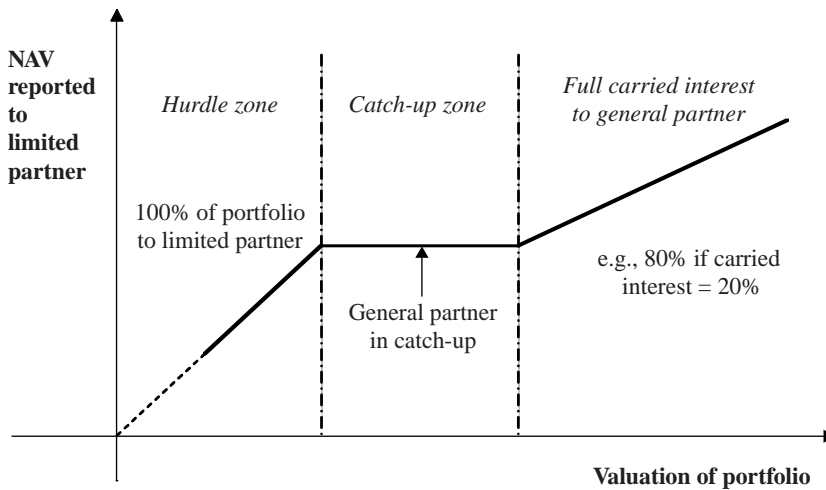 NAV
reported
to
limited
partner
Hurdle zone
Catch-up zone
Full carried interest
to general partner
100% of portfolio
to limited partner
General partner
in catch-up
e.g., 80% if carried
interest = 20%
Valuation of portfolio